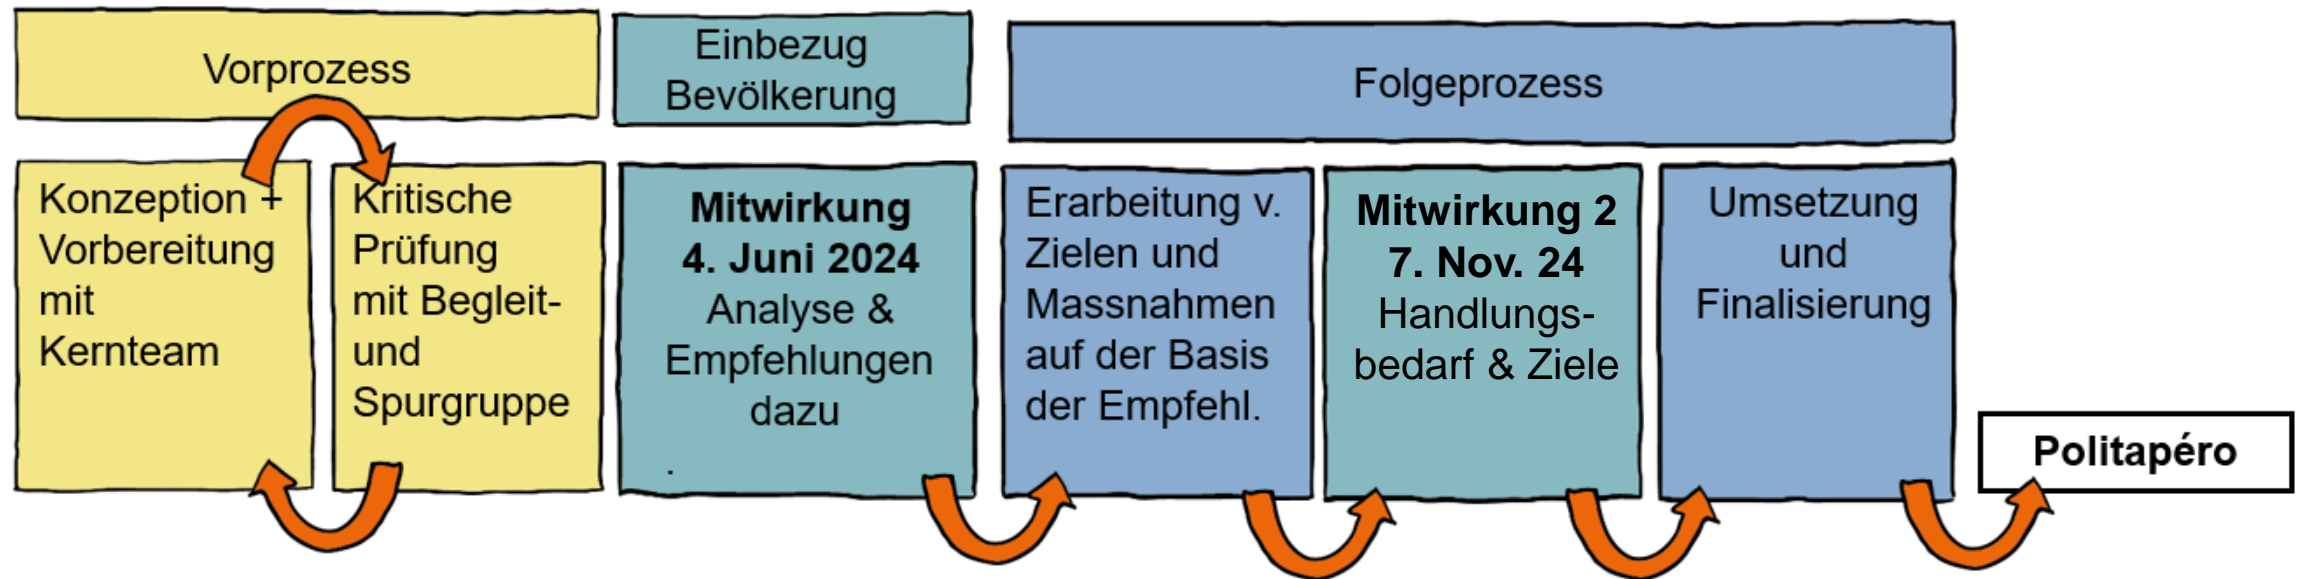 Vorprozess
Einbezug
Bevölkerung
Folgeprozess
Konzeption +
Vorbereitung
mit
Kernteam
Kritische
Prüfung
mit Begleit-
und
Spurgruppe
Mitwirkung
4. Juni 2024
Analyse &
Empfehlungen
dazu
.
Erarbeitung v.
Zielen und
Massnahmen
auf der Basis
der Empfehl.
Mitwirkung 2
7. Nov. 24
Handlungs-
bedarf & Ziele
Umsetzung
und
Finalisierung
Politapéro